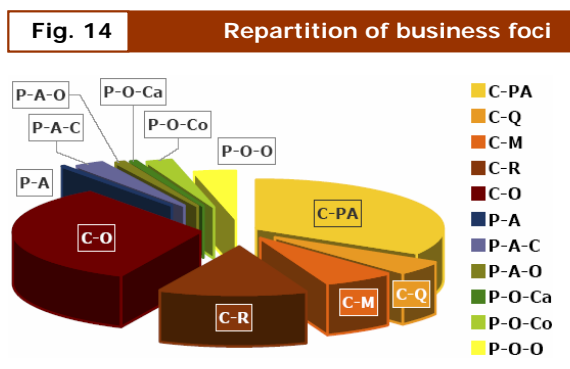 Fig. 14
Repartition of business foci
P-O-Ca
P-A-O
P-O-Co
P-A-C
P-O-O
P-A
C-PA
C-O
C-M
C-Q
C-R
C-PA
C-Q
C-M
C-R
C-O
P-A
P-A-C
P-A-O
P-O-Ca
P-O-Co
P-O-O